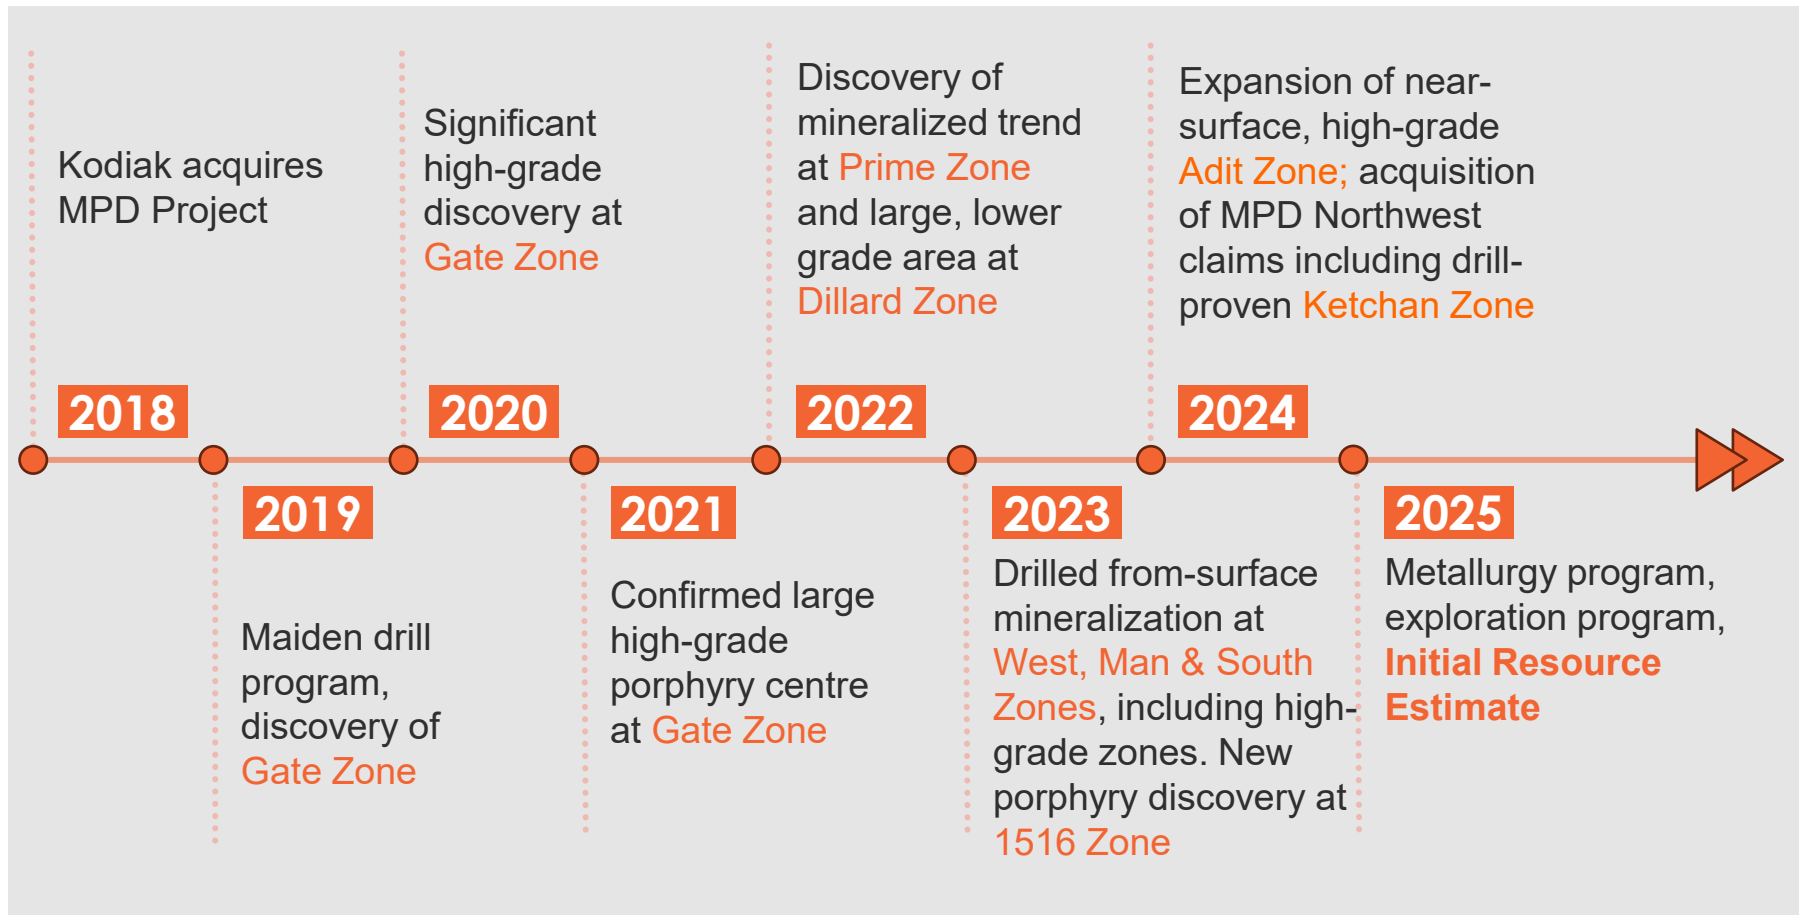 2018
Kodiak acquires
MPD Project
2019
Maiden drill
program,
discovery of
Gate Zone
2020
Significant
high-grade
discovery at
Gate Zone
2021
Confirmed large
high-grade
porphyry centre
at Gate Zone
2022
Discovery of
mineralized trend
at Prime Zone
and large, lower
grade area at
Dillard Zone
2023
Drilled from-surface
mineralization at
West, Man & South
Zones, including high-
grade zones. New
porphyry discovery at
1516 Zone
2024
Expansion of near-
surface, high-grade
Adit Zone; acquisition
of MPD Northwest
claims including drill-
proven Ketchan Zone
2025
Metallurgy program,
exploration program,
Initial Resource
Estimate